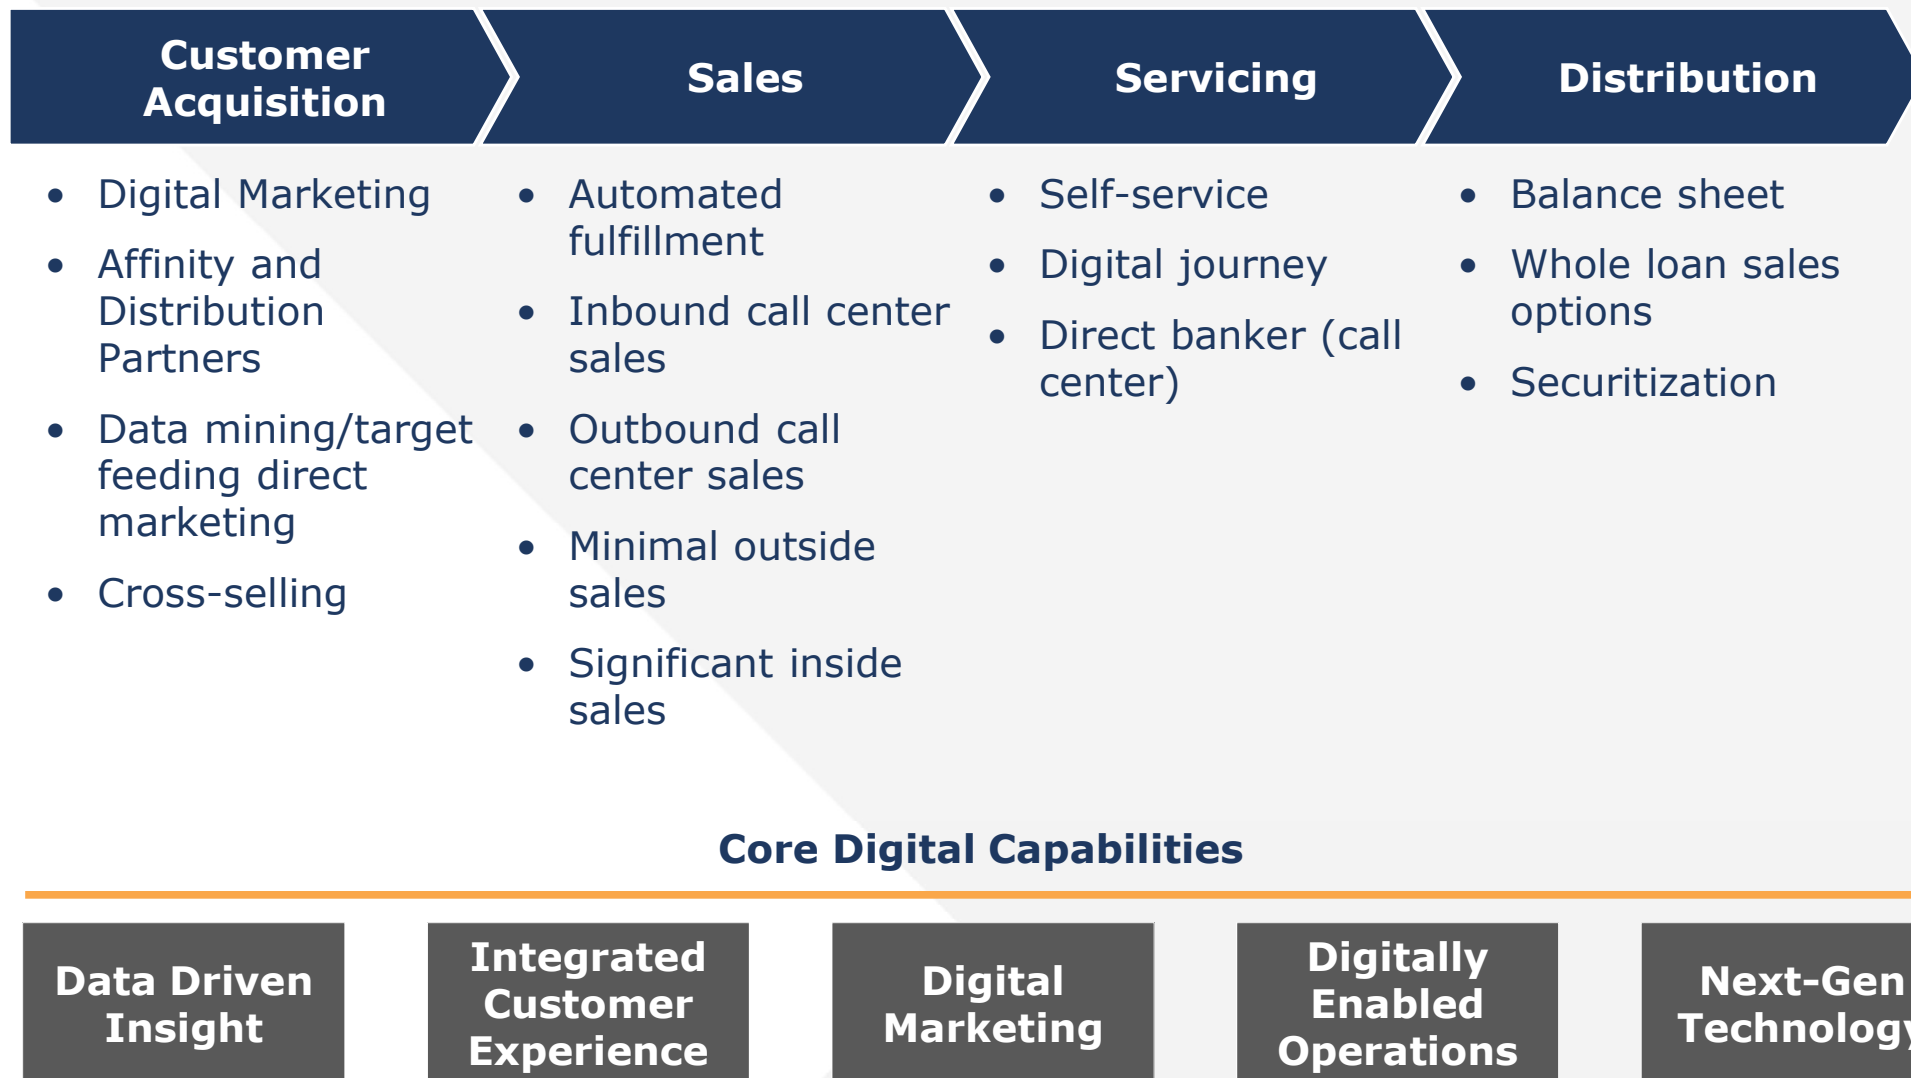 Customer
Acquisition
Sales
Servicing
Distribution
• Digital Marketing
• Affinity and
Distribution
Partners
• Data mining/target
feeding direct
marketing
• Cross-selling
• Automated
fulfillment
• Inbound call center
sales
• Outbound call
center sales
• Minimal outside
sales
• Significant inside
sales
• Self-service
• Digital journey
• Direct banker (call
center)
• Balance sheet
• Whole loan sales
options
• Securitization
Core Digital Capabilities
Data Driven
Insight
Integrated
Customer
Experience
Digital
Marketing
Digitally
Enabled
Operations
Next-Gen
Technology